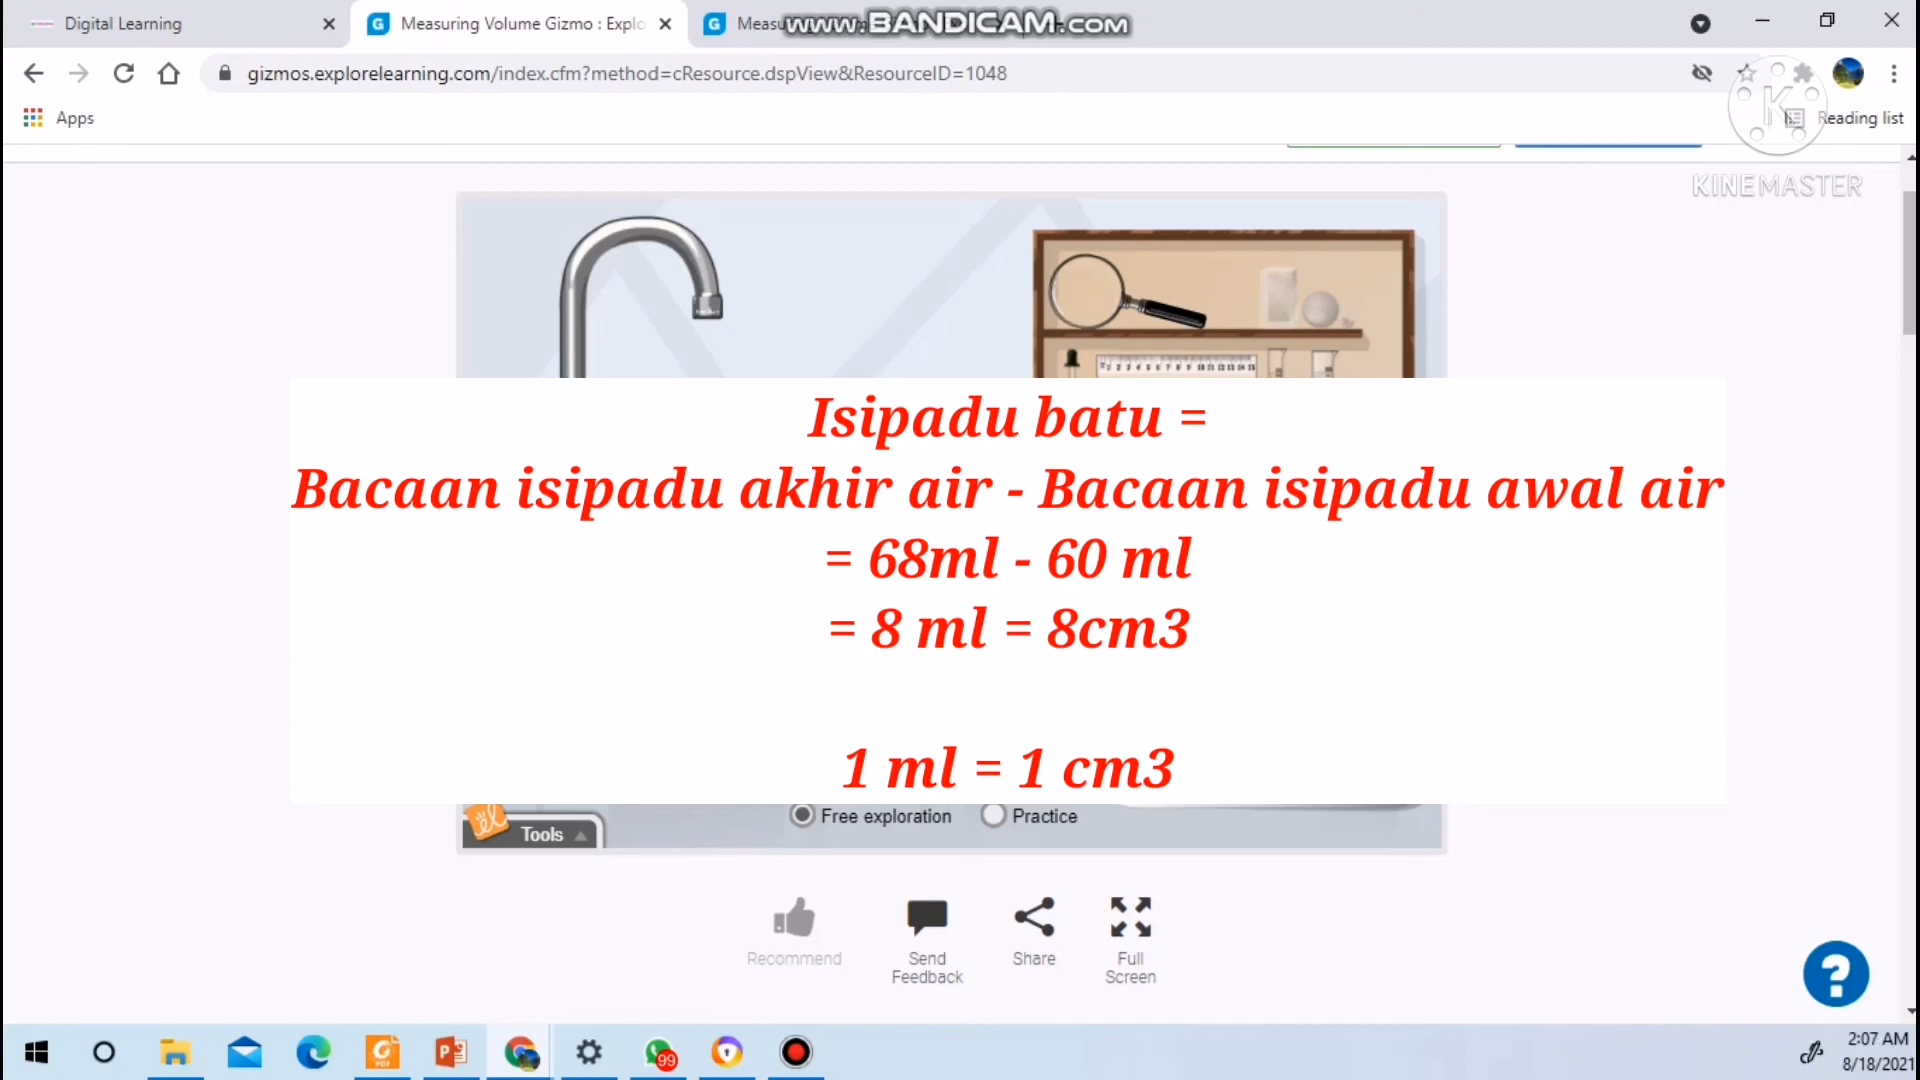 Digital Learning
Measuring Volume Gizmo : Explo
www.BANDICAM.com
gizmos.explorelearning.com/index.cfm?method=cResource.dspView&ResourceID=1048
Apps
Reading list
K
KINEMASTER
Isipadu batu =
Bacaan isipadu akhir air - Bacaan isipadu awal air
= 68ml - 60 ml
= 8 ml = 8cm3
1 ml = 1 cm3
Tools
Free exploration
Practice
Recommend
Send
Feedback
Share
Full
Screen
?
99
2:07 AM
8/18/2021